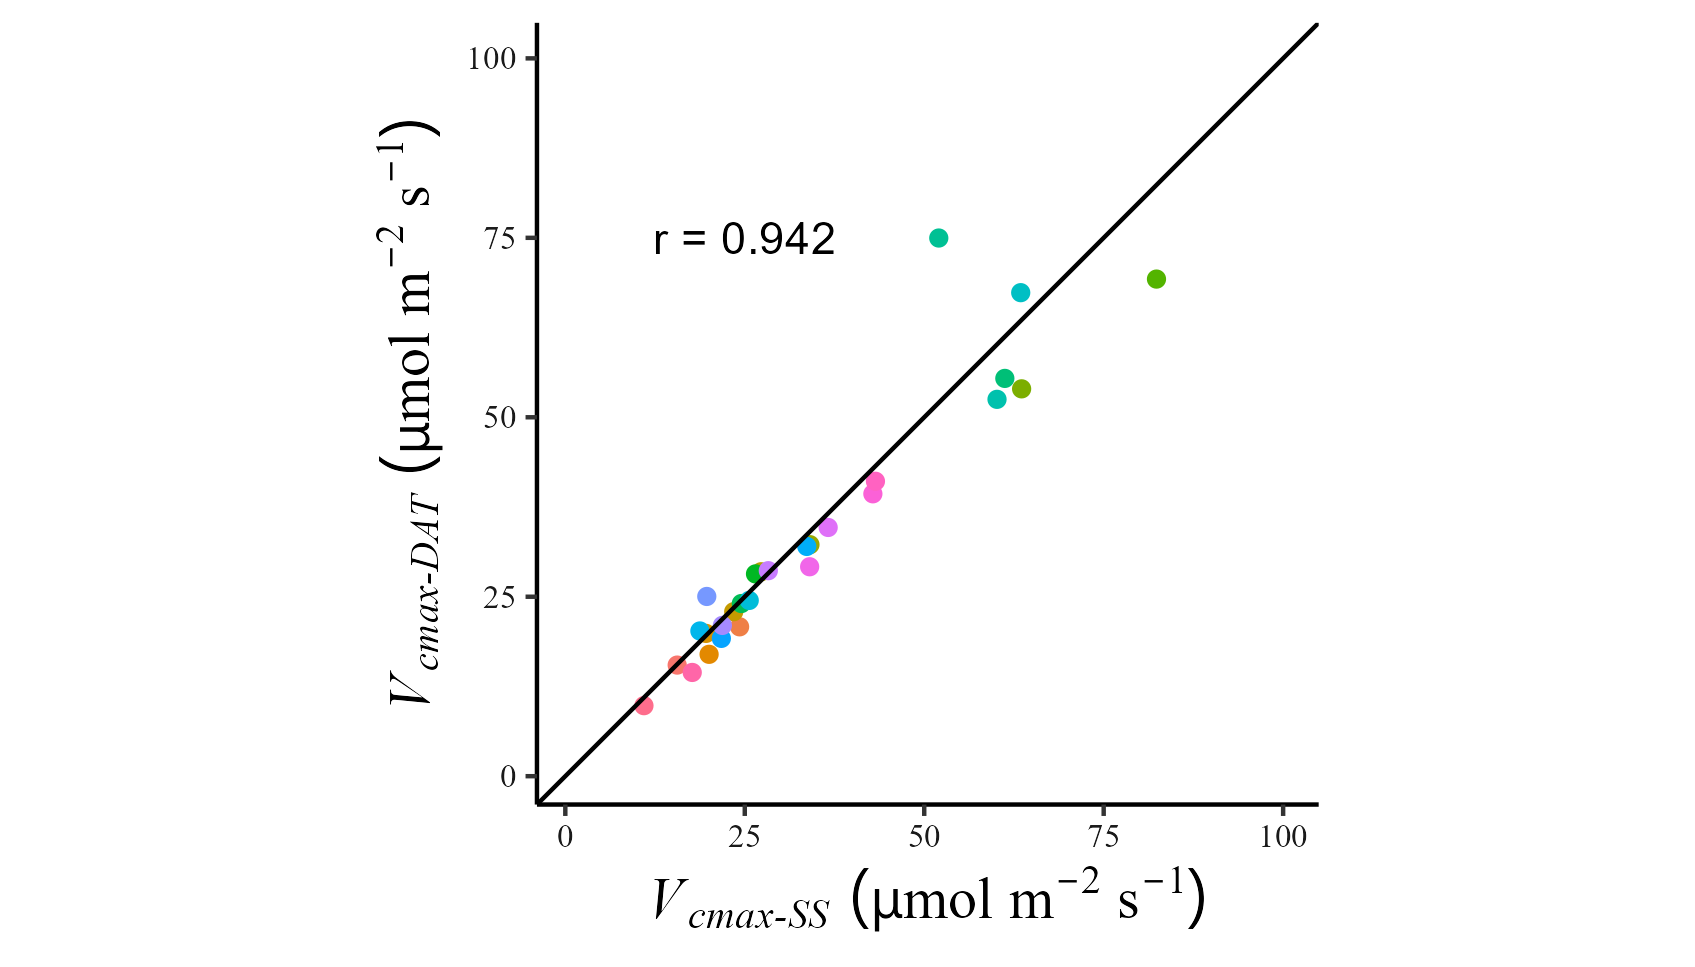 100
75
50
25
0
r = 0.942
V cmax-DAT (μmol m⁻² s⁻¹)
0 25 50 75 100
V cmax-SS (μmol m⁻² s⁻¹)